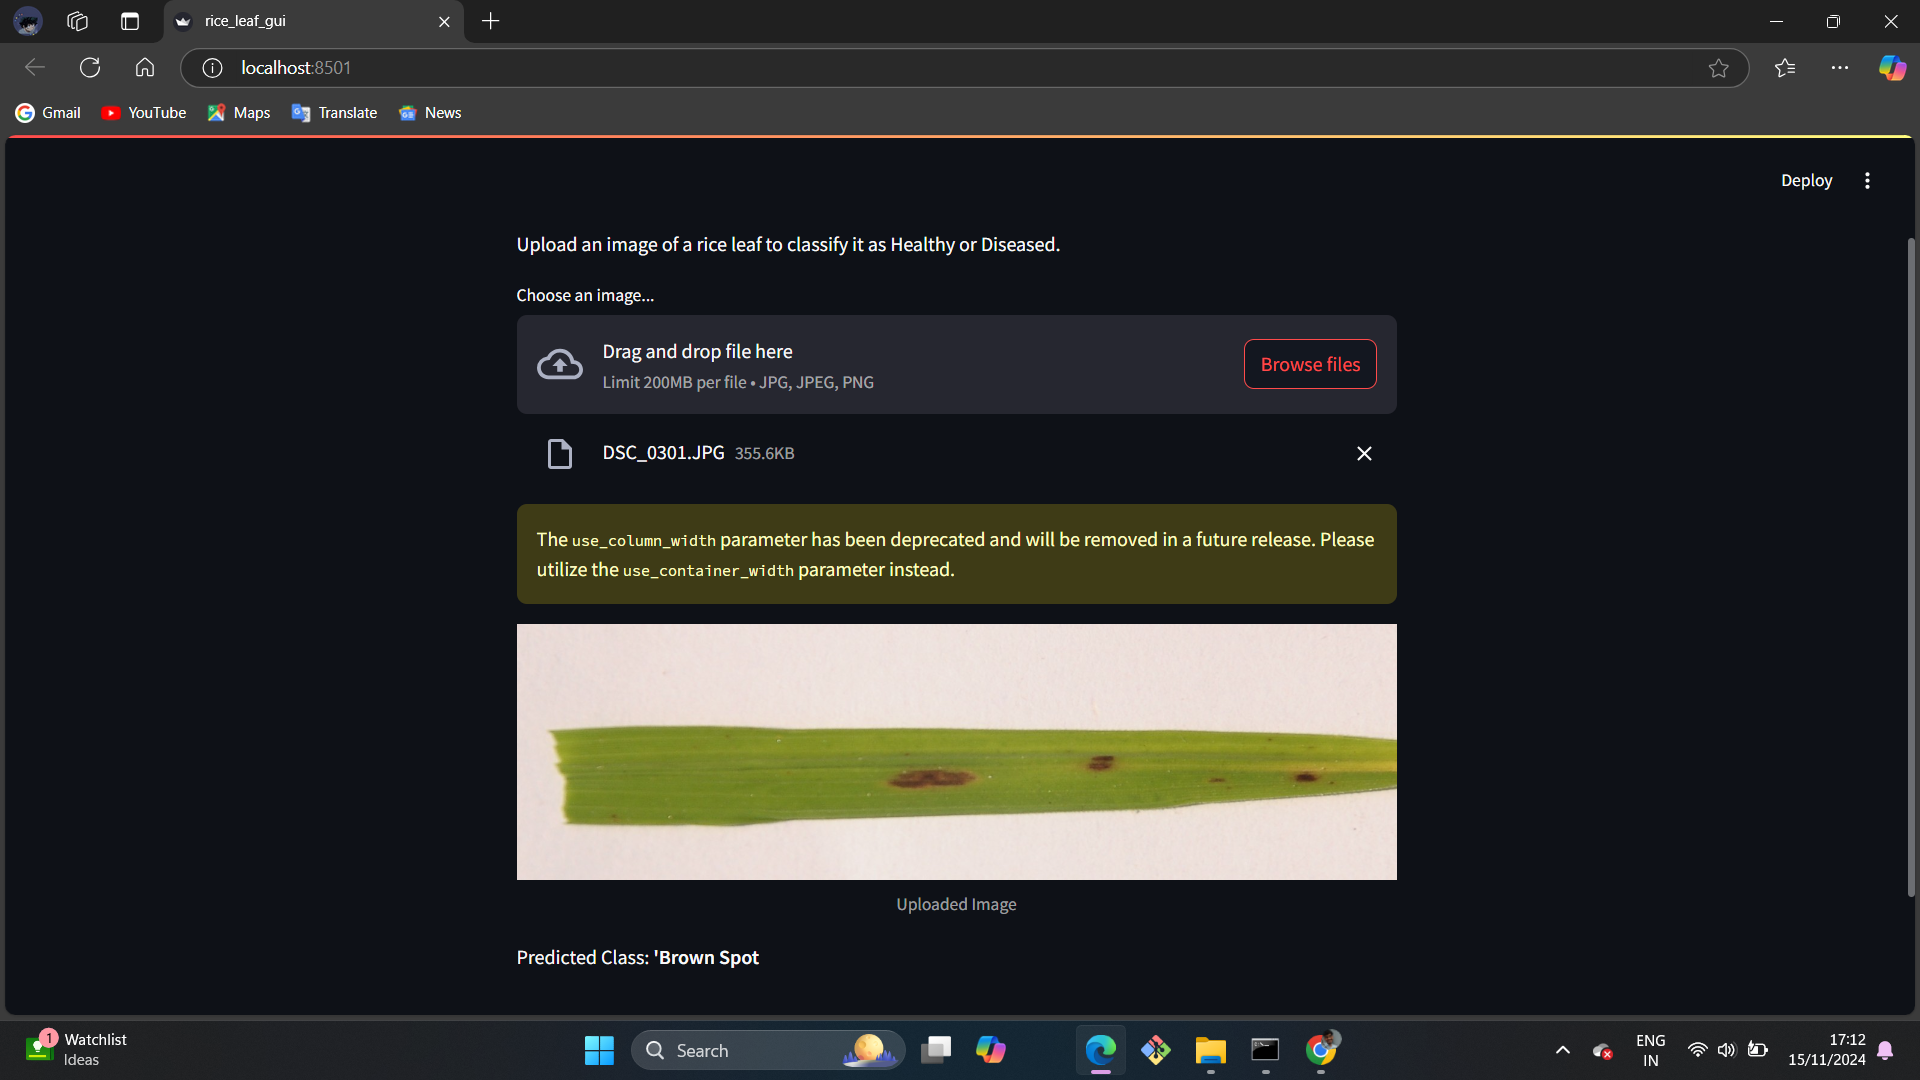 rice_leaf_gui
localhost:8501
Gmail YouTube Maps Translate News
Deploy
Upload an image of a rice leaf to classify it as Healthy or Diseased.
Choose an image...
Drag and drop file here
Limit 200MB per file • JPG, JPEG, PNG
Browse files
DSC_0301.JPG 355.6KB
The use_column_width parameter has been deprecated and will be removed in a future release. Please
utilize the use_container_width parameter instead.
Uploaded Image
Predicted Class: 'Brown Spot
1
Watchlist
Ideas
Search
ENG
IN
17:12
15/11/2024